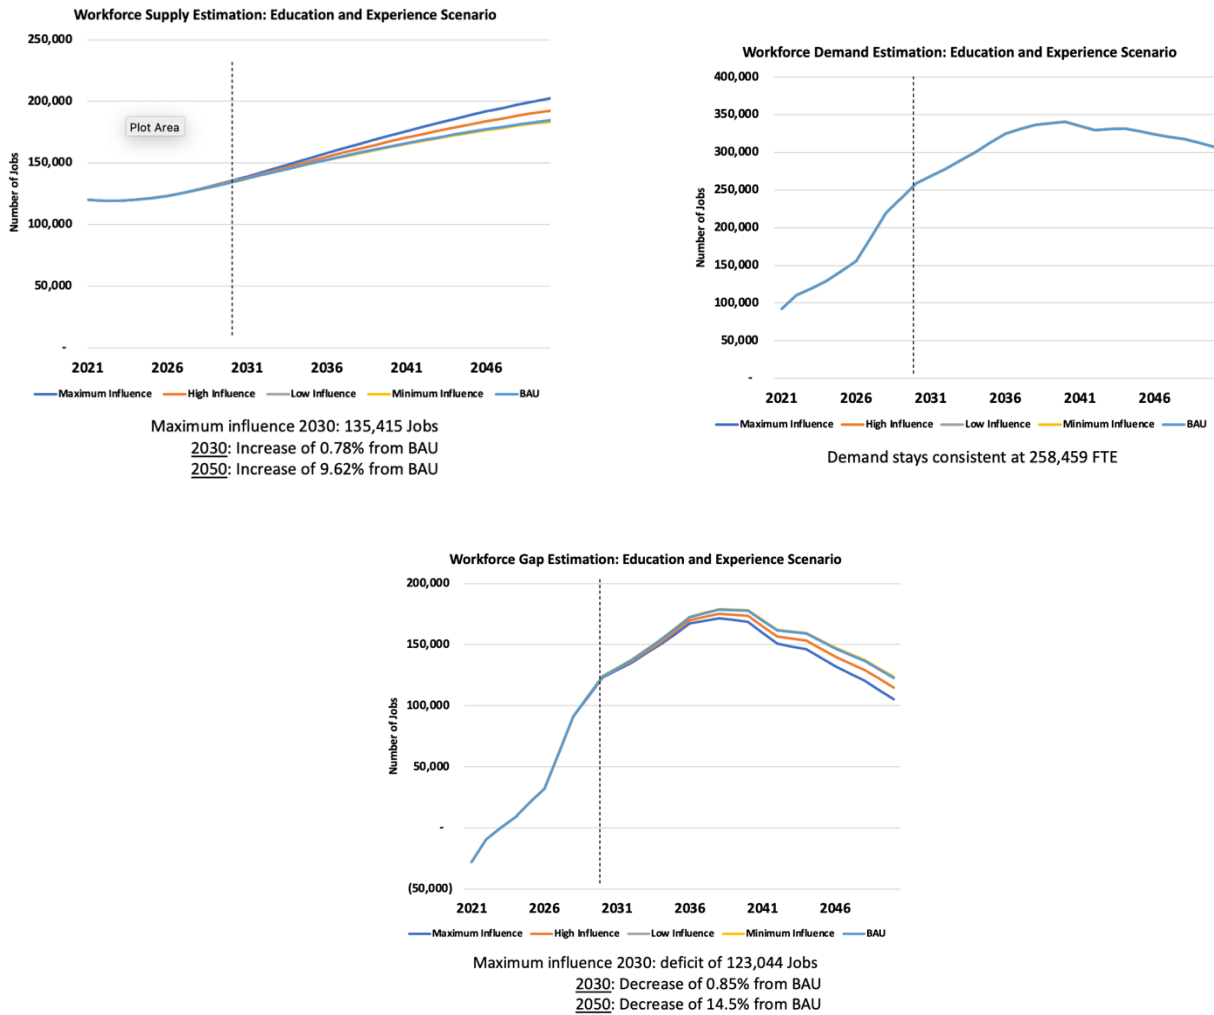 Workforce Supply Estimation: Education and Experience Scenario
250,000
200,000
150,000
100,000
50,000
-
Number of Jobs
Plot Area
2021 2026 2031 2036 2041 2046
Maximum Influence High Influence Low Influence Minimum Influence BAU
Maximum influence 2030: 135,415 Jobs
2030: Increase of 0.78% from BAU
2050: Increase of 9.62% from BAU
Workforce Demand Estimation: Education and Experience Scenario
400,000
350,000
300,000
250,000
200,000
150,000
100,000
50,000
-
Number of Jobs
2021 2026 2031 2036 2041 2046
Maximum Influence High Influence Low Influence Minimum Influence BAU
Demand stays consistent at 258,459 FTE
Workforce Gap Estimation: Education and Experience Scenario
200,000
150,000
100,000
50,000
-
(50,000)
Number of Jobs
2021 2026 2031 2036 2041 2046
Maximum Influence High Influence Low Influence Minimum Influence BAU
Maximum influence 2030: deficit of 123,044 Jobs
2030: Decrease of 0.85% from BAU
2050: Decrease of 14.5% from BAU